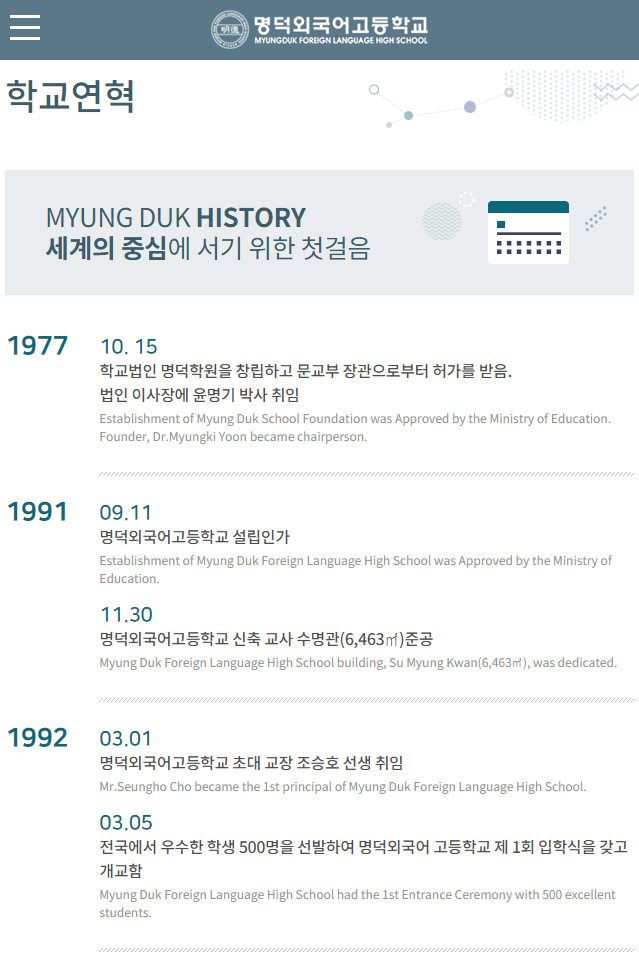 明德
명덕외국어고등학교
MYUNGDUK FOREIGN LANGUAGE HIGH SCHOOL
학교연혁
MYUNG DUK HISTORY
세계의 중심에 서기 위한 첫걸음
1977
10. 15
학교법인 명덕학원을 창립하고 문교부 장관으로부터 허가를 받음.
법인 이사장에 윤명기 박사 취임
Establishment of Myung Duk School Foundation was Approved by the Ministry of Education.
Founder, Dr.Myungki Yoon became chairperson.
1991
09.11
명덕외국어고등학교 설립인가
Establishment of Myung Duk Foreign Language High School was Approved by the Ministry of
Education.
11.30
명덕외국어고등학교 신축 교사 수명관(6,463㎡)준공
Myung Duk Foreign Language High School building, Su Myung Kwan(6,463㎡), was dedicated.
1992
03.01
명덕외국어고등학교 초대 교장 조승호 선생 취임
Mr.Seungho Cho became the 1st principal of Myung Duk Foreign Language High School.
03.05
전국에서 우수한 학생 500명을 선발하여 명덕외국어 고등학교 제 1회 입학식을 갖고
개교함
Myung Duk Foreign Language High School had the 1st Entrance Ceremony with 500 excellent
students.